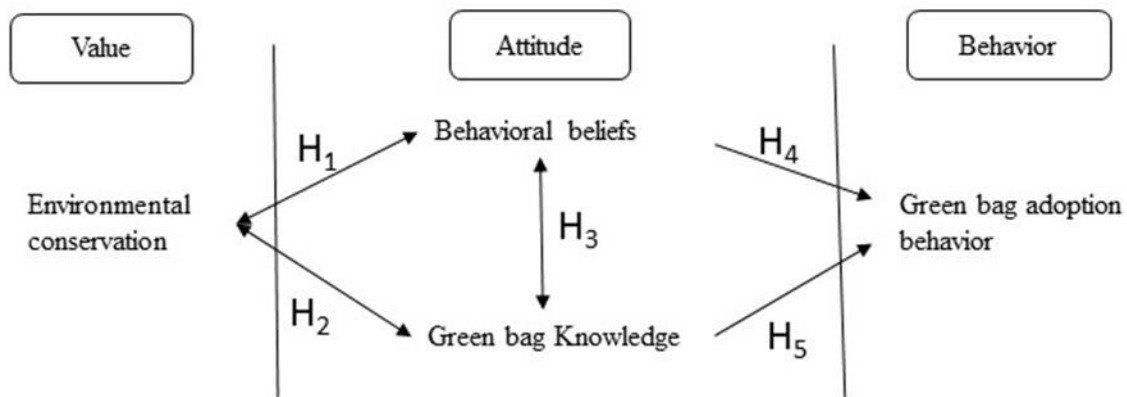 Value
Attitude
Behavior
Behavioral beliefs
H₁
H₄
Environmental
conservation
H₃
Green bag adoption
behavior
H₂
Green bag Knowledge
H₅